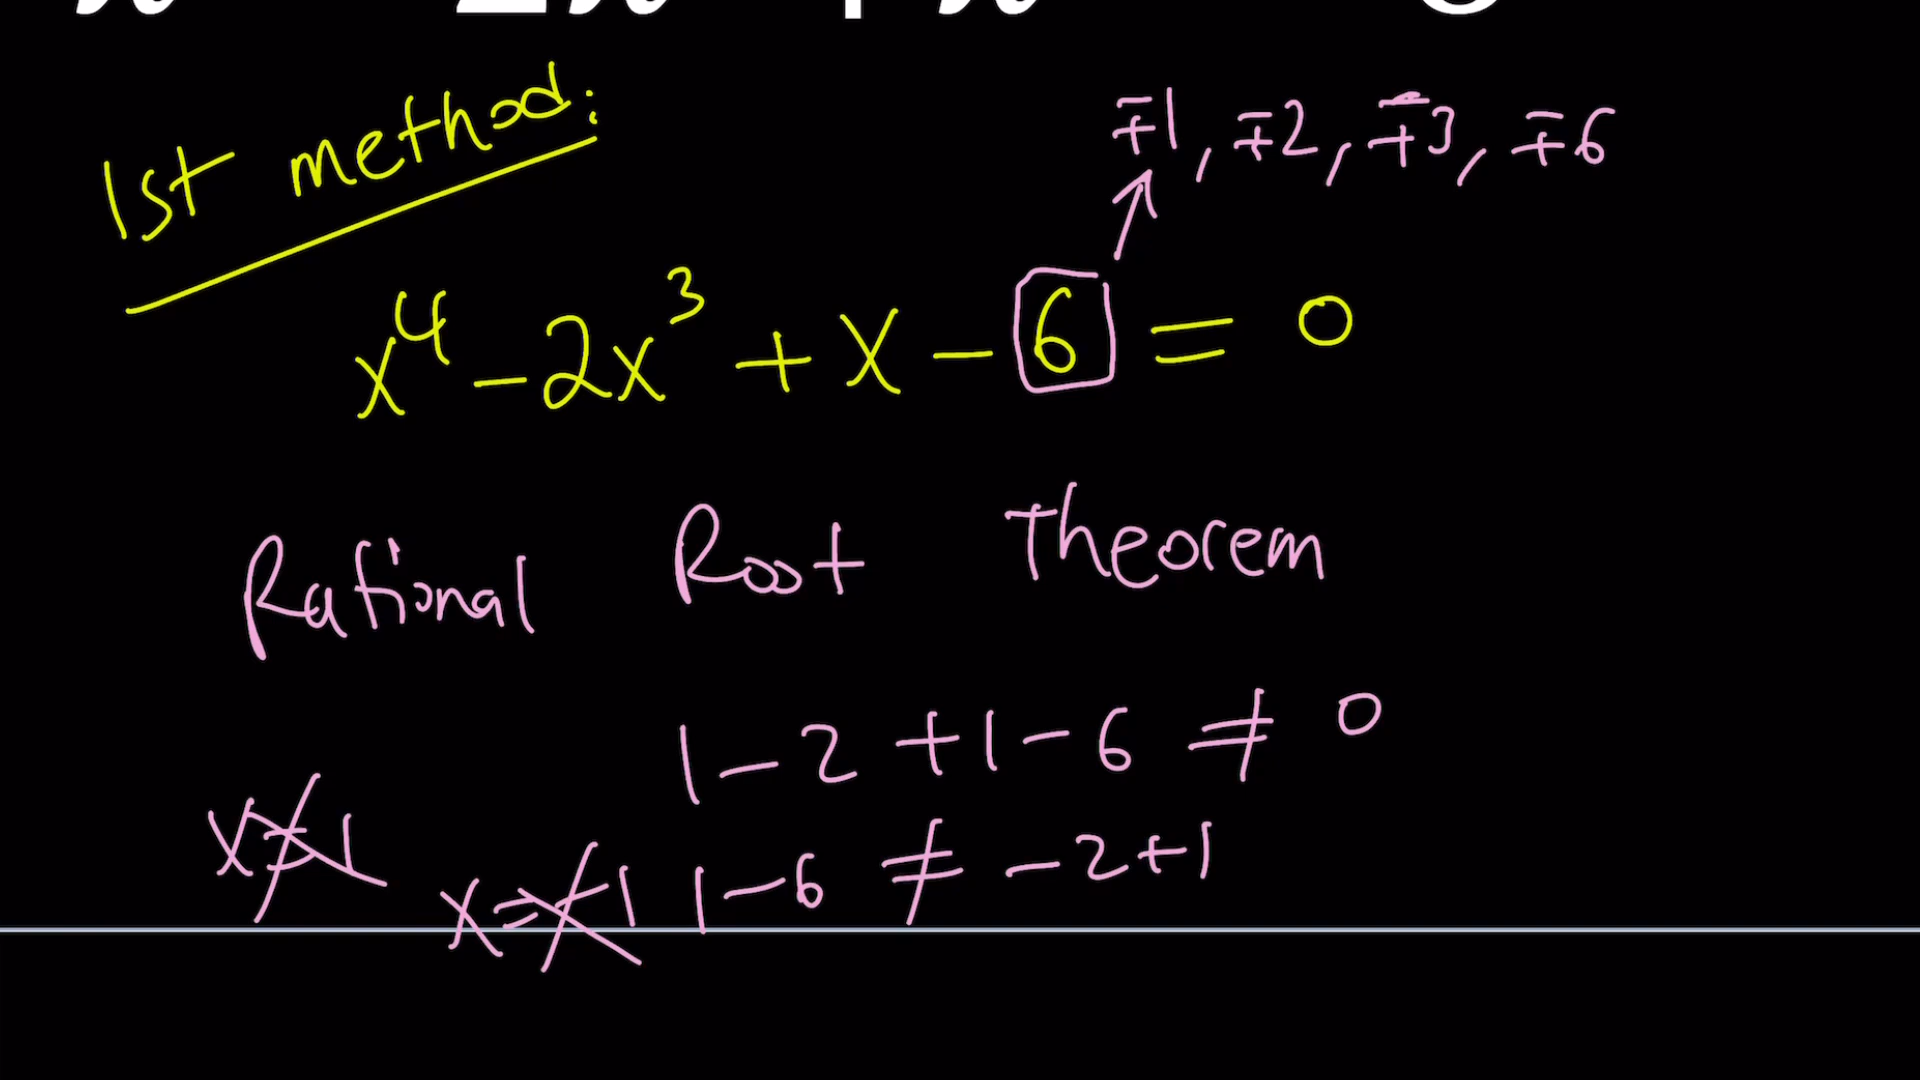 1st method:
∓1, ∓2, ∓3, ∓6
x⁴ - 2x³ + x - 6 = 0
Rational Root Theorem
1 - 2 + 1 - 6 ≠ 0
x = 1
x = -1 1 - 6 ≠ - 2 + 1